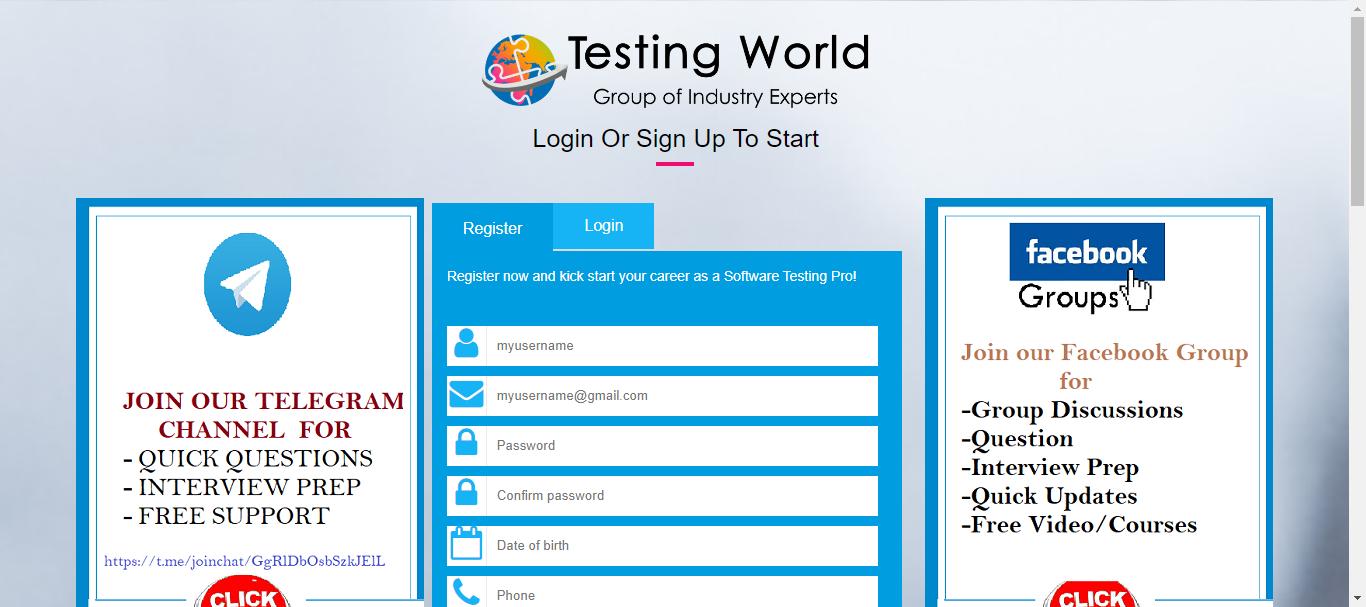 Testing World
Group of Industry Experts
Login Or Sign Up To Start
JOIN OUR TELEGRAM
CHANNEL FOR
- QUICK QUESTIONS
- INTERVIEW PREP
- FREE SUPPORT
https://t.me/joinchat/GgRlDbOsbSzkJElL
CLICK
Register
Login
Register now and kick start your career as a Software Testing Pro!
myusername
myusername@gmail.com
Password
Confirm password
Date of birth
Phone
facebook
Groups
Join our Facebook Group
for
-Group Discussions
-Question
-Interview Prep
-Quick Updates
-Free Video/Courses
CLICK